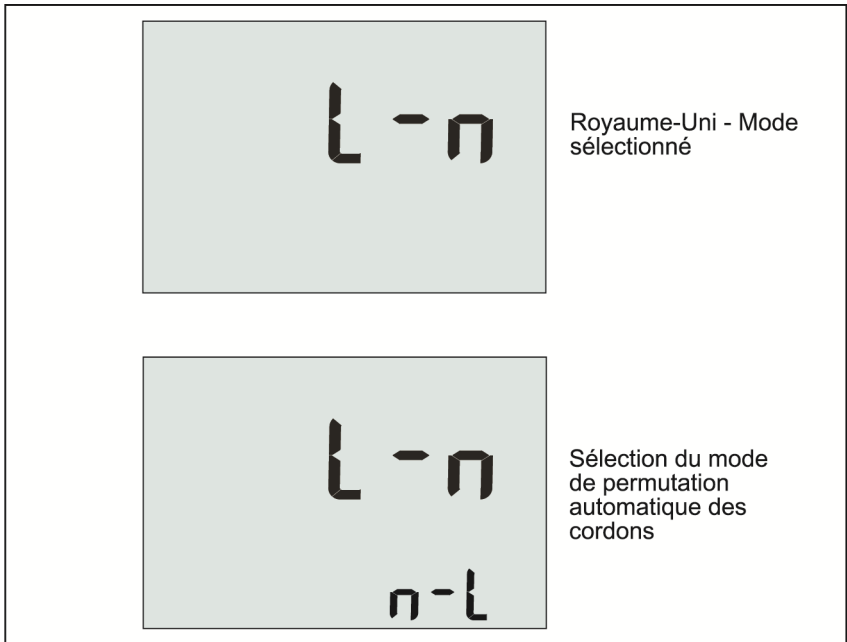 L-n
Royaume-Uni - Mode
sélectionné
L-n
Sélection du mode
de permutation
automatique des
cordons
n-L